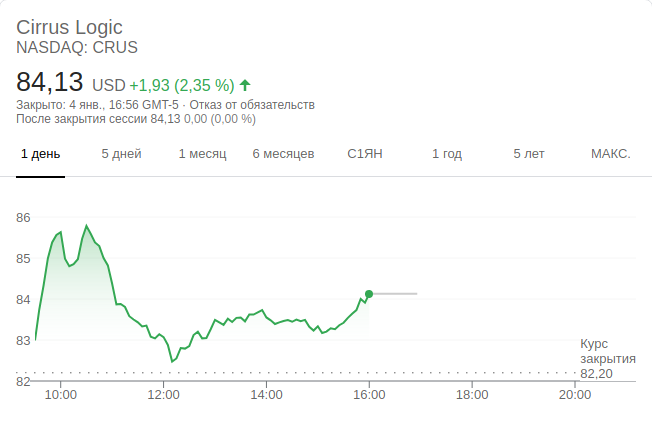 Cirrus Logic
NASDAQ: CRUS
84,13 USD +1,93 (2,35 %) ↑
Закрыто: 4 янв., 16:56 GMT-5 · Отказ от обязательств
После закрытия сессии 84,13 0,00 (0,00 %)
1 день 5 дней 1 месяц 6 месяцев С1ЯН 1 год 5 лет МАКС.
86
85
84
83
82
Курс
закрытия
82,20
10:00 12:00 14:00 16:00 18:00 20:00